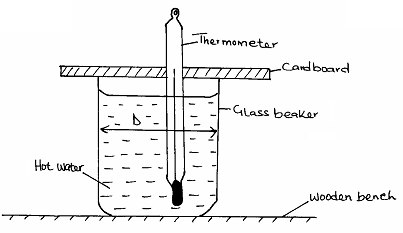 Thermometer
Cardboard
Glass beaker
D
Hot water
Wooden bench